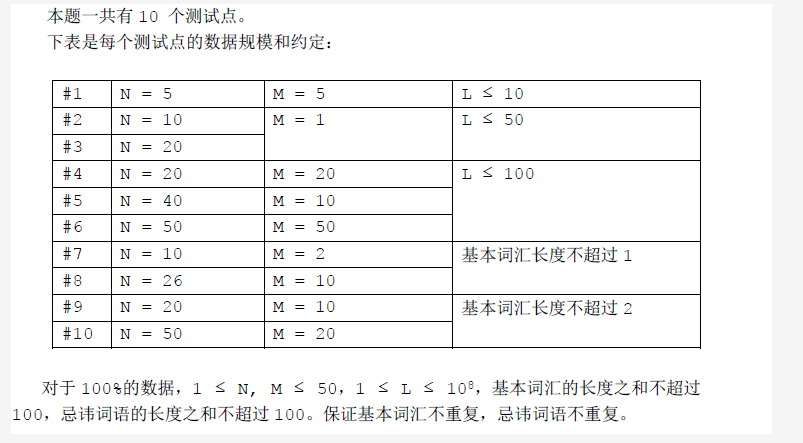 本题一共有 10 个测试点。
下表是每个测试点的数据规模和约定：
#1 N = 5 M = 5 L ≤ 10
#2 N = 10 M = 1 L ≤ 50
#3 N = 20
#4 N = 20 M = 20 L ≤ 100
#5 N = 40 M = 10
#6 N = 50 M = 50
#7 N = 10 M = 2 基本词汇长度不超过 1
#8 N = 26 M = 10
#9 N = 20 M = 10 基本词汇长度不超过 2
#10 N = 50 M = 20
对于 100%的数据，1 ≤ N, M ≤ 50，1 ≤ L ≤ 10⁸，基本词汇的长度之和不超过
100，忌讳词语的长度之和不超过 100。保证基本词汇不重复，忌讳词语不重复。